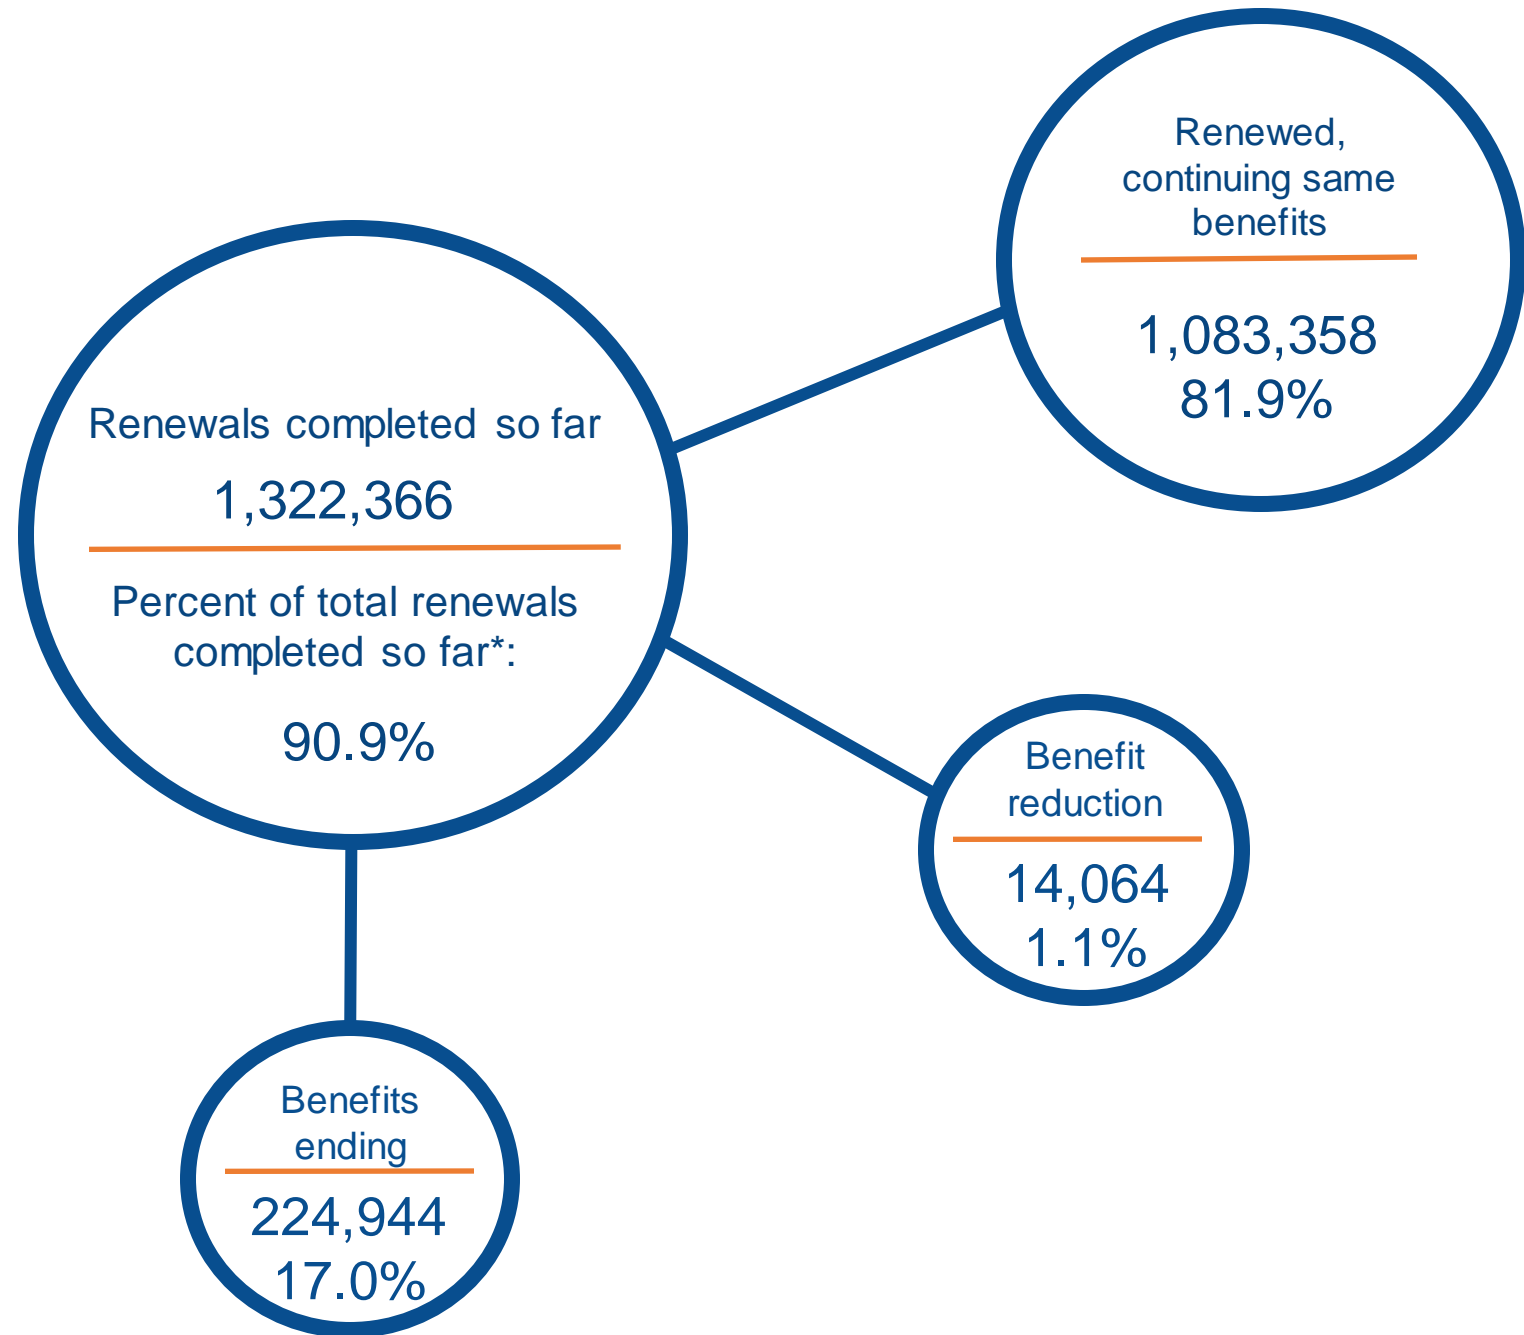 Renewed,
continuing same
benefits
1,083,358
81.9%
Renewals completed so far
1,322,366
Percent of total renewals
completed so far*:
90.9%
Benefit
reduction
14,064
1.1%
Benefits
ending
224,944
17.0%